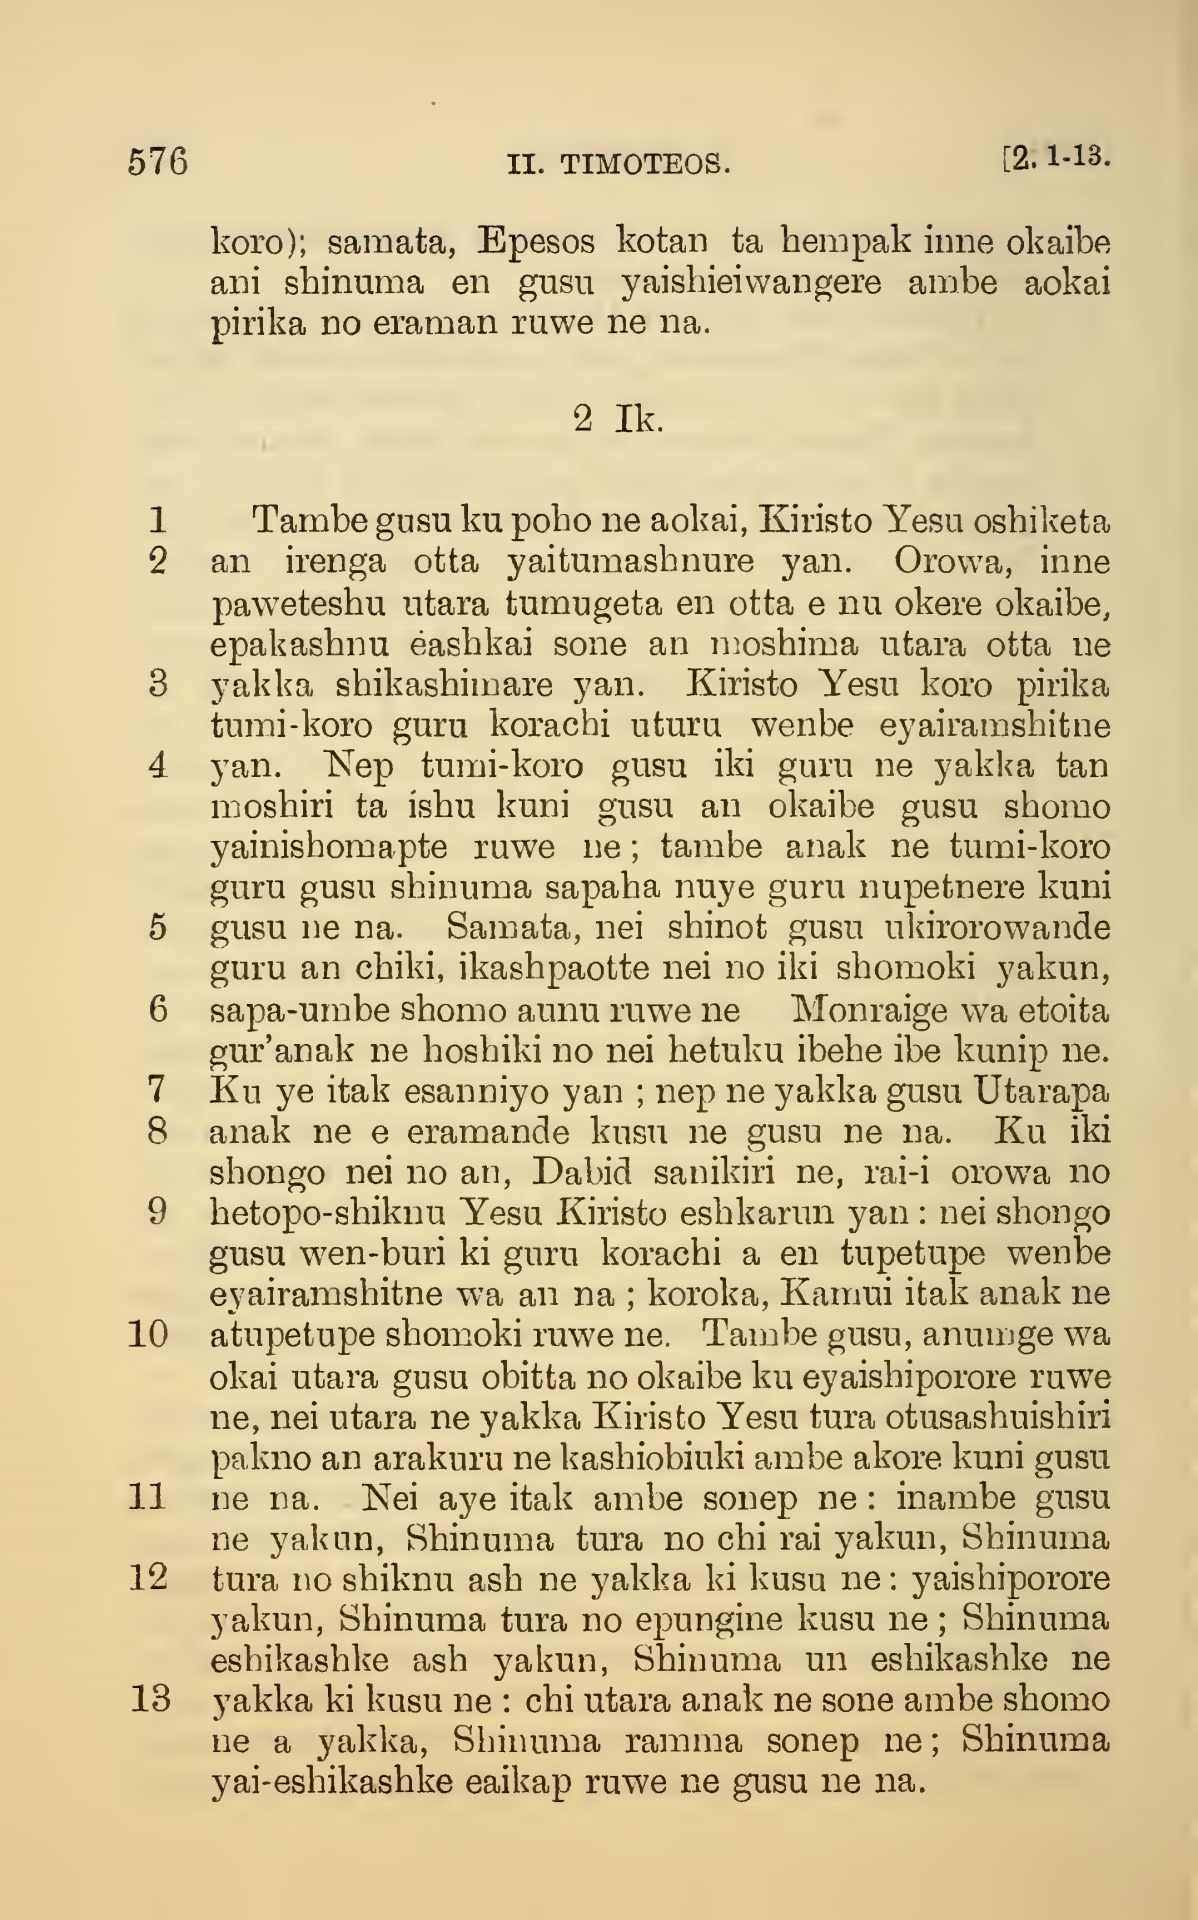 576 II. TIMOTEOS. [2. 1-13.
koro); samata, Epesos kotan ta hempak inne okaibe
ani shinuma en gusu yaishieiwangere ambe aokai
pirika no eraman ruwe ne na.
2 Ik.
1 Tambe gusu ku poho ne aokai, Kiristo Yesu oshiketa
2 an irenga otta yaitumashnure yan. Orowa, inne
paweteshu utara tumugeta en otta e nu okere okaibe,
epakashnu éashkai sone an moshima utara otta ne
3 yakka shikashimare yan. Kiristo Yesu koro pirika
tumi-koro guru korachi uturu wenbe eyairamshitne
4 yan. Nep tumi-koro gusu iki guru ne yakka tan
moshiri ta ishu kuni gusu an okaibe gusu shomo
yainishomapte ruwe ne; tambe anak ne tumi-koro
guru gusu shinuma sapaha nuye guru nupetnere kuni
5 gusu ne na. Samata, nei shinot gusu ukirorowande
guru an chiki, ikashpaotte nei no iki shomoki yakun,
6 sapa-umbe shomo aunu ruwe ne Monraige wa etoita
gur'anak ne hoshiki no nei hetuku ibehe ibe kunip ne.
7 Ku ye itak esanniyo yan; nep ne yakka gusu Utarapa
8 anak ne e eramande kusu ne gusu ne na. Ku iki
shongo nei no an, Dabid sanikiri ne, rai-i orowa no
9 hetopo-shiknu Yesu Kiristo eshkarun yan: nei shongo
gusu wen-buri ki guru korachi a en tupetupe wenbe
eyairamshitne wa an na; koroka, Kamui itak anak ne
10 atupetupe shomoki ruwe ne. Tambe gusu, anumge wa
okai utara gusu obitta no okaibe ku eyaishiporore ruwe
ne, nei utara ne yakka Kiristo Yesu tura otusashuishiri
pakno an arakuru ne kashiobiuki ambe akore kuni gusu
11 ne na. Nei aye itak ambe sonep ne: inambe gusu
ne yakun, Shinuma tura no chi rai yakun, Shinuma
12 tura no shiknu ash ne yakka ki kusu ne: yaishiporore
yakun, Shinuma tura no epungine kusu ne; Shinuma
eshikashke ash yakun, Shinuma un eshikashke ne
13 yakka ki kusu ne: chi utara anak ne sone ambe shomo
ne a yakka, Shinuma ramma sonep ne; Shinuma
yai-eshikashke eaikap ruwe ne gusu ne na.